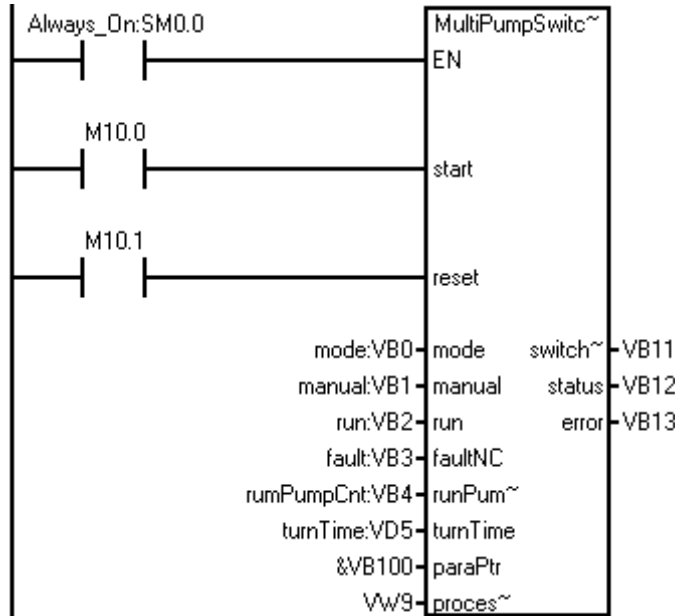 Always_On:SM0.0 MultiPumpSwitc~
EN
M10.0
start
M10.1
reset
mode:VB0 mode switch~ VB11
manual:VB1 manual status VB12
run:VB2 run error VB13
fault:VB3 faultNC
rumPumpCnt:VB4 runPum~
turnTime:VD5 turnTime
&VB100 paraPtr
VW9 proces~